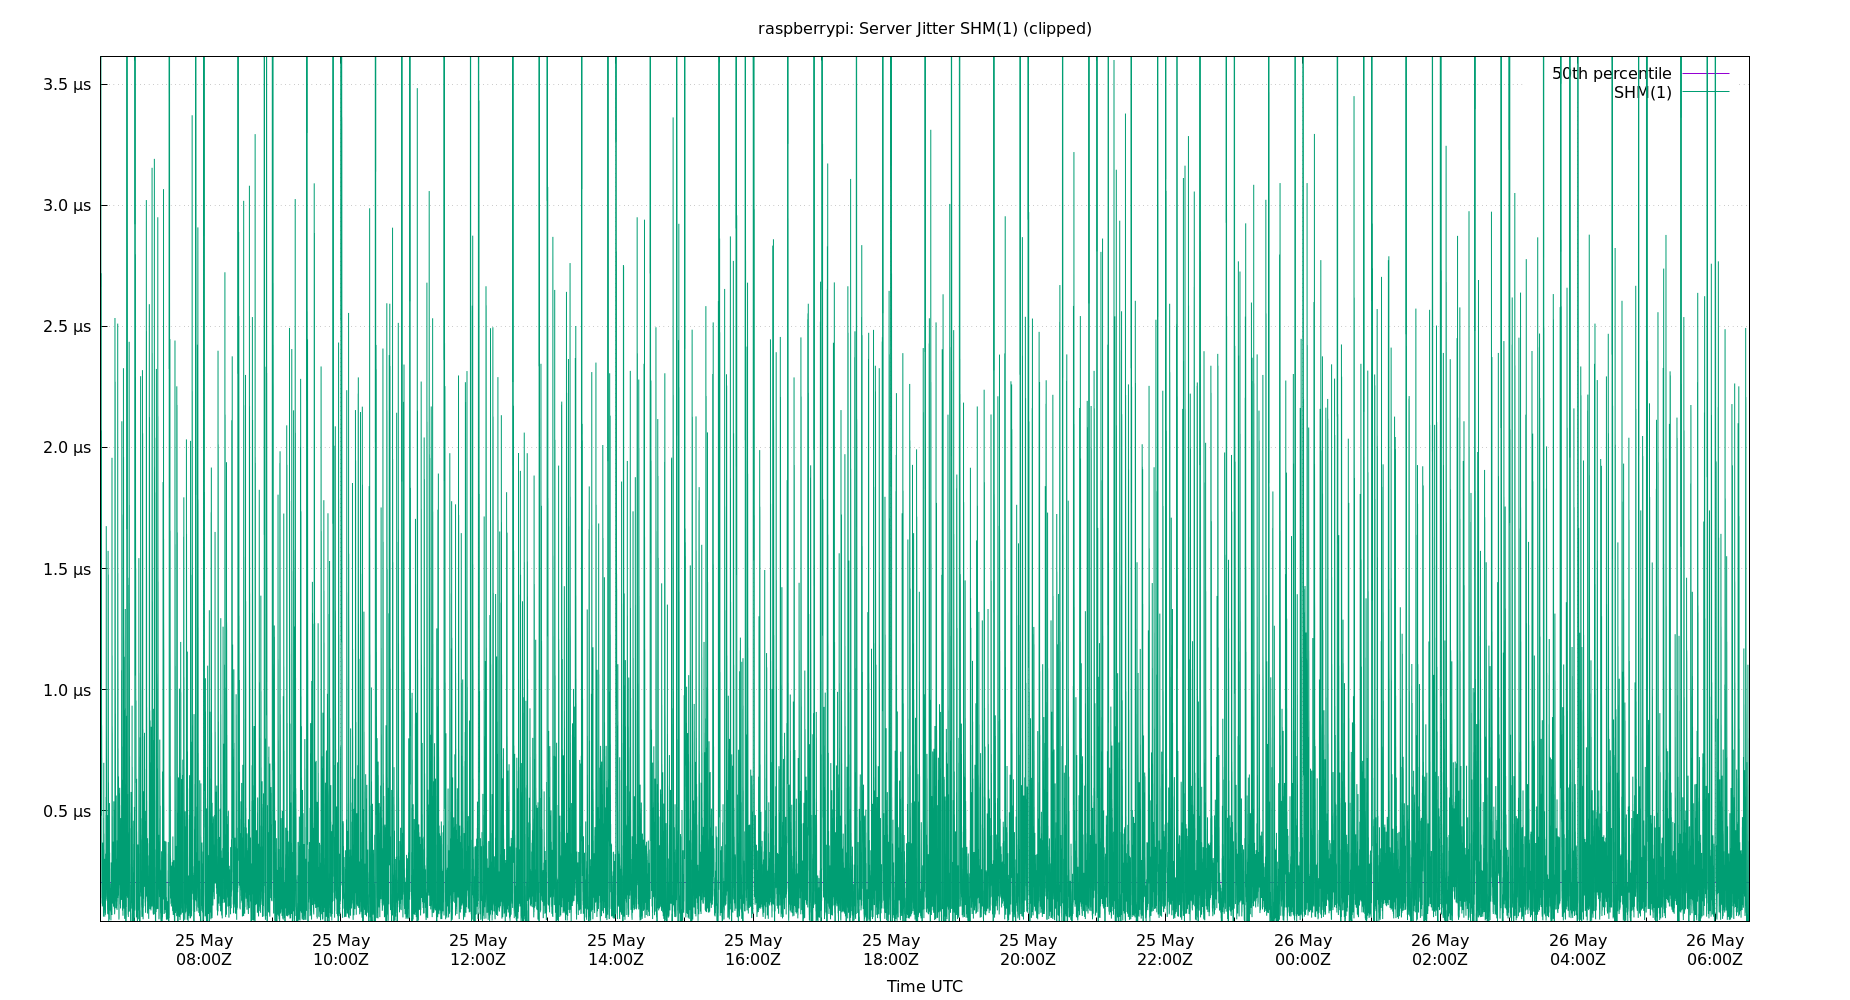 raspberrypi: Server Jitter SHM(1) (clipped)
50th percentile
SHM(1)
3.5 µs
3.0 µs
2.5 µs
2.0 µs
1.5 µs
1.0 µs
0.5 µs
25 May 25 May 25 May 25 May 25 May 25 May 25 May 25 May 26 May 26 May 26 May 26 May
08:00Z 10:00Z 12:00Z 14:00Z 16:00Z 18:00Z 20:00Z 22:00Z 00:00Z 02:00Z 04:00Z 06:00Z
Time UTC